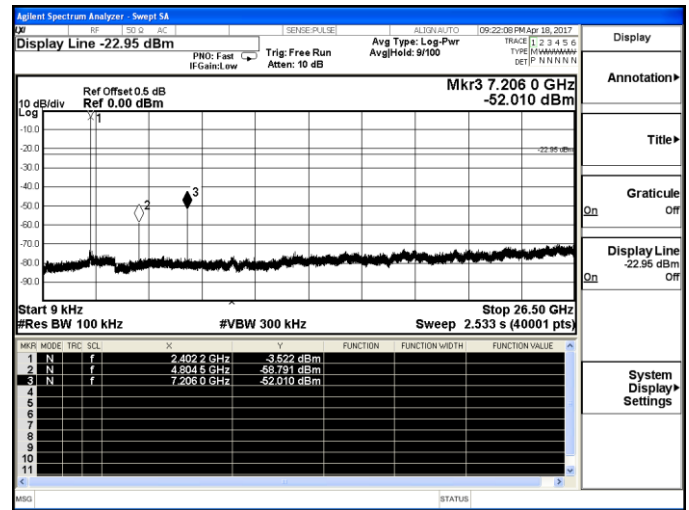 Agilent Spectrum Analyzer - Swept SA
LXI RF 50 Ω AC SENSE:PULSE ALIGNAUTO 09:22:08 PM Apr 18, 2017
Display Line -22.95 dBm
PNO: Fast
IFGain:Low
Trig: Free Run
Atten: 10 dB
Avg Type: Log-Pwr
Avg|Hold: 9/100
TRACE 1 2 3 4 5 6
TYPE MWWWWW
DET P N N N N N
Display
Annotation
Title
Graticule
On Off
Display Line
-22.95 dBm
On Off
System
Display
Settings
Mkr3 7.206 0 GHz
-52.010 dBm
Ref Offset 0.5 dB
10 dB/div Ref 0.00 dBm
Log
1
-10.0
-20.0
-22.95 dBm
-30.0
-40.0
3
-50.0
2
-60.0
-70.0
-80.0
-90.0
Start 9 kHz Stop 26.50 GHz
#Res BW 100 kHz #VBW 300 kHz Sweep 2.533 s (40001 pts)
MKR MODE TRC SCL X Y FUNCTION FUNCTION WIDTH FUNCTION VALUE
1 N f 2.402 2 GHz -3.522 dBm
2 N f 4.804 5 GHz -58.791 dBm
3 N f 7.206 0 GHz -52.010 dBm
4
5
6
7
8
9
10
11
MSG STATUS